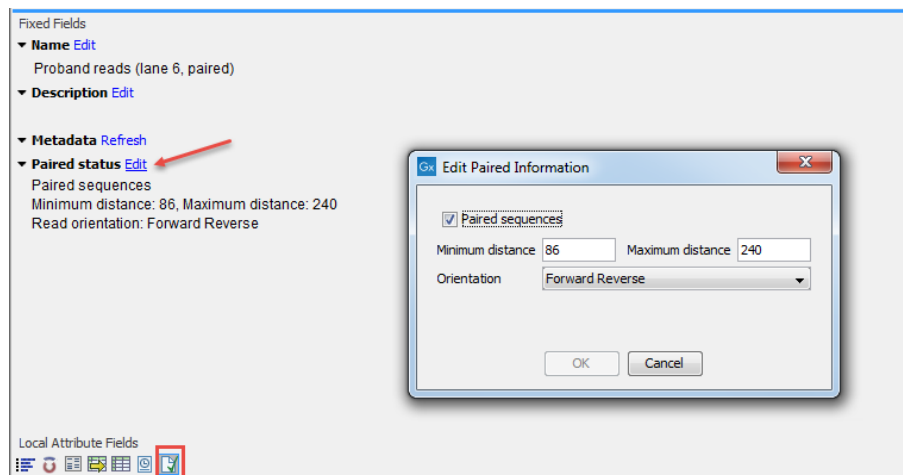 Fixed Fields
Name Edit
Proband reads (lane 6, paired)
Description Edit
Metadata Refresh
Paired status Edit
Paired sequences
Minimum distance: 86, Maximum distance: 240
Read orientation: Forward Reverse
Gx Edit Paired Information
Paired sequences
Minimum distance 86 Maximum distance 240
Orientation Forward Reverse
OK Cancel
Local Attribute Fields